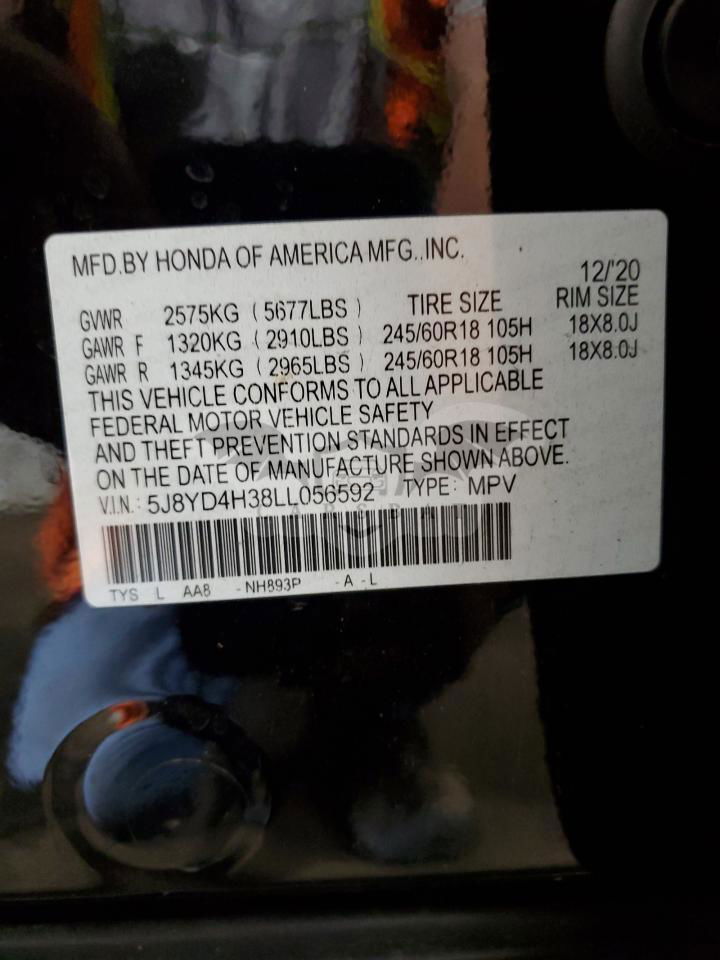 MFD.BY HONDA OF AMERICA MFG.,INC.
12/'20
GVWR 2575KG ( 5677LBS ) TIRE SIZE RIM SIZE
GAWR F 1320KG ( 2910LBS ) 245/60R18 105H 18X8.0J
GAWR R 1345KG ( 2965LBS ) 245/60R18 105H 18X8.0J
THIS VEHICLE CONFORMS TO ALL APPLICABLE
FEDERAL MOTOR VEHICLE SAFETY
AND THEFT PREVENTION STANDARDS IN EFFECT
ON THE DATE OF MANUFACTURE SHOWN ABOVE.
V.I.N.: 5J8YD4H38LL056592 TYPE: MPV
TYS L AA8 -NH893P -A -L